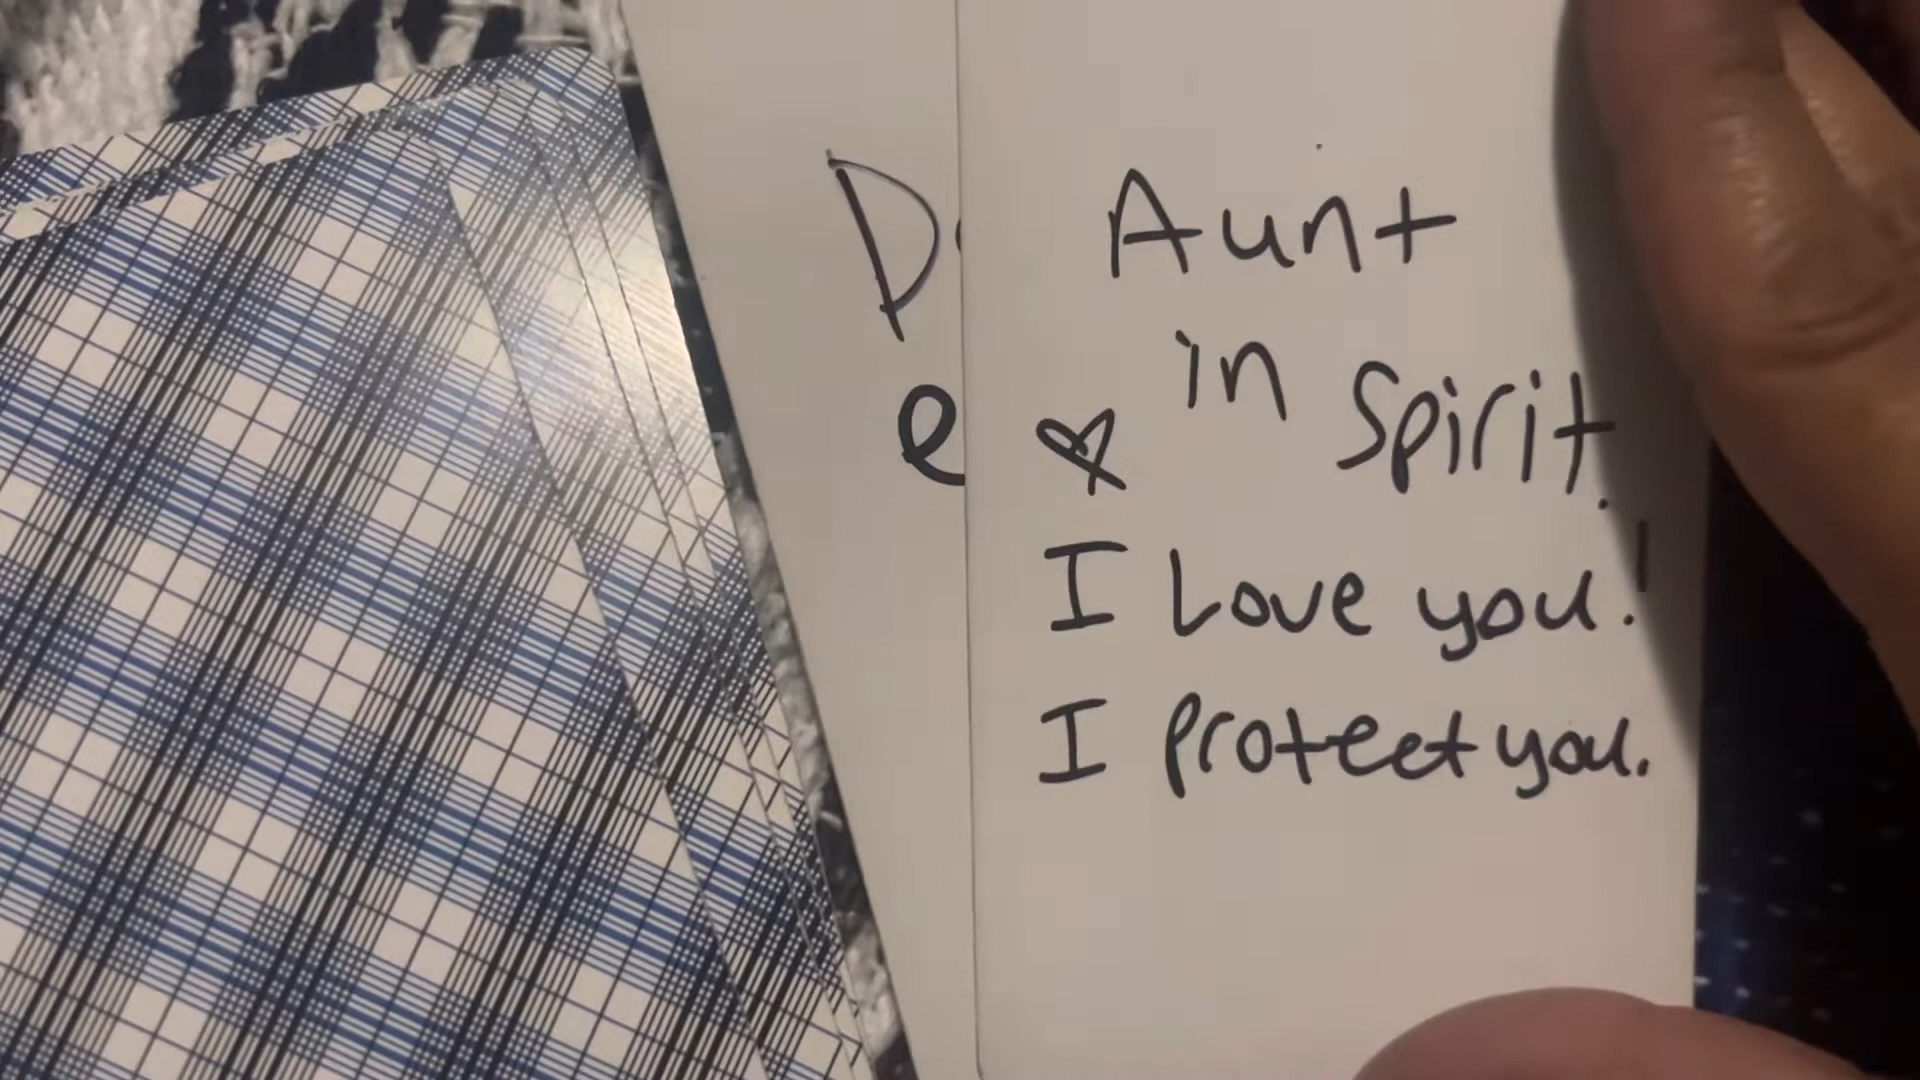 Aunt
in Spirit.
I Love you!
I protect you.
D
e